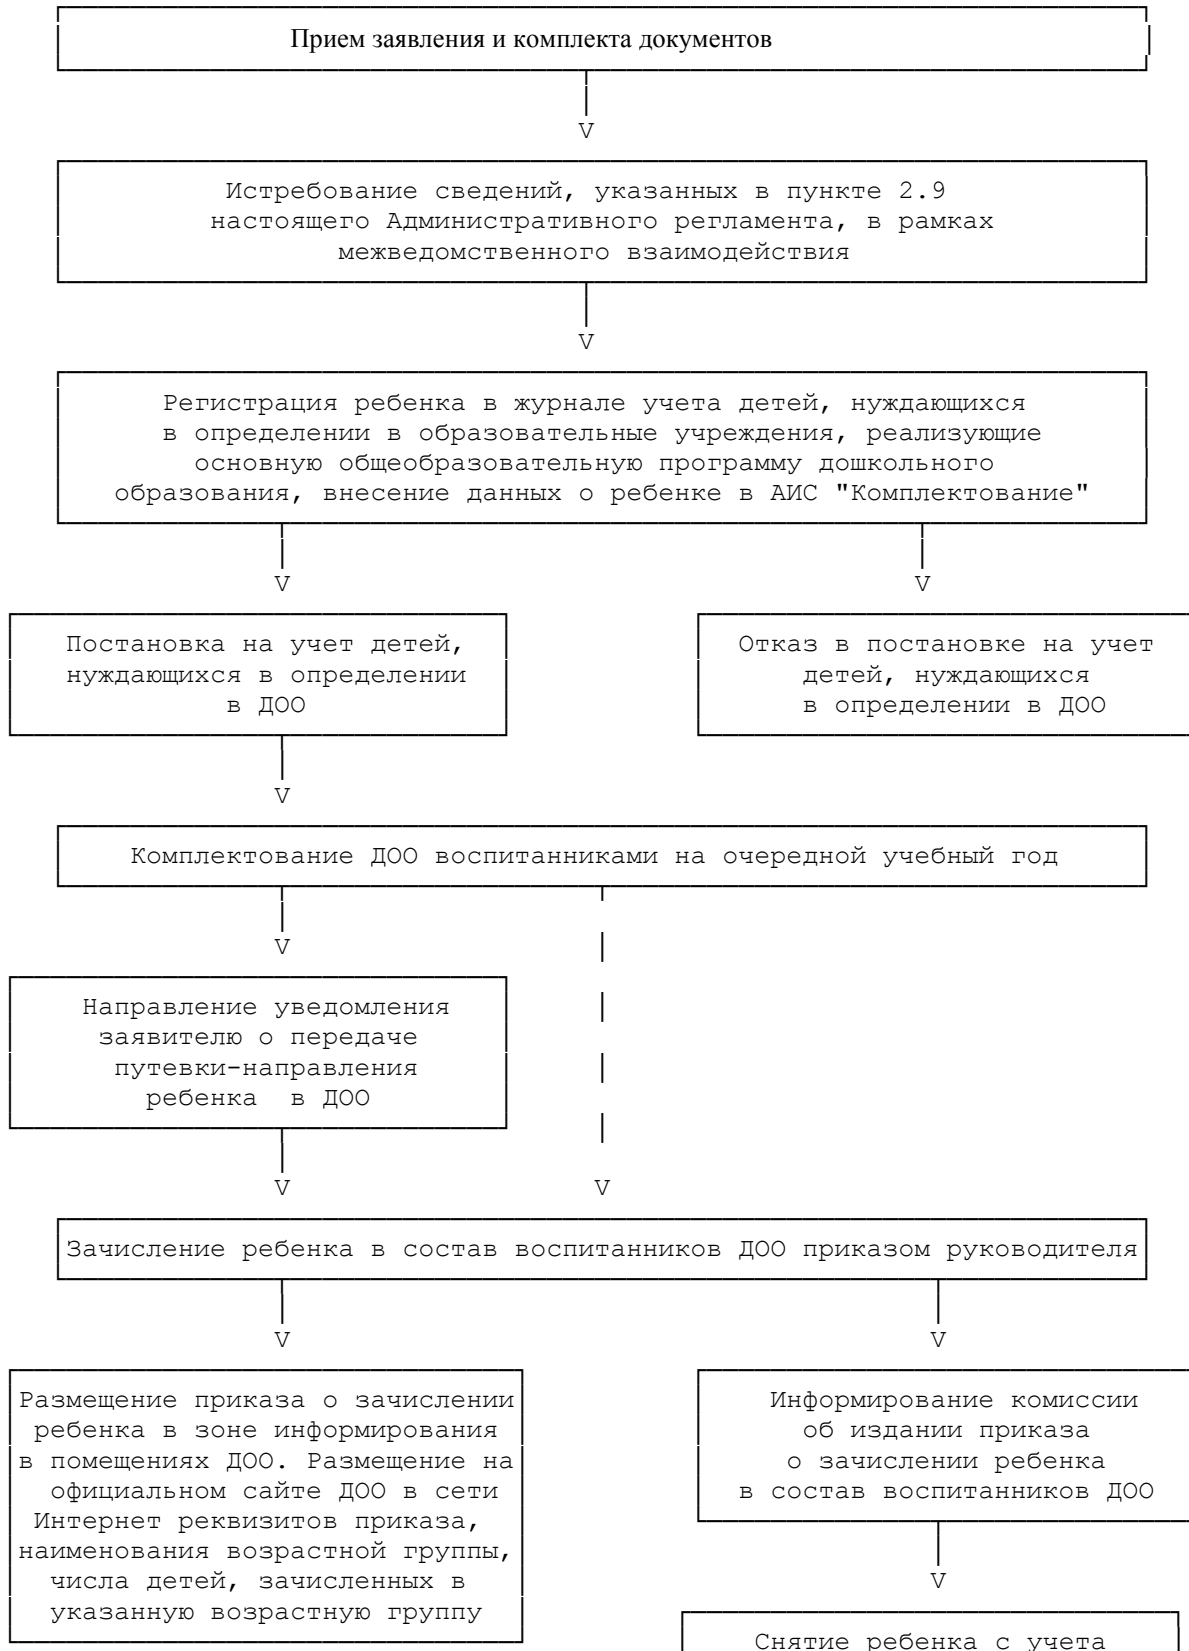 Прием заявления и комплекта документов
V
Истребование сведений, указанных в пункте 2.9
настоящего Административного регламента, в рамках
межведомственного взаимодействия
V
Регистрация ребенка в журнале учета детей, нуждающихся
в определении в образовательные учреждения, реализующие
основную общеобразовательную программу дошкольного
образования, внесение данных о ребенке в АИС "Комплектование"
V V
Постановка на учет детей,
нуждающихся в определении
в ДОО
Отказ в постановке на учет
детей, нуждающихся
в определении в ДОО
V
Комплектование ДОО воспитанниками на очередной учебный год
V
Направление уведомления
заявителю о передаче
путевки-направления
ребенка в ДОО
V V
Зачисление ребенка в состав воспитанников ДОО приказом руководителя
V V
Размещение приказа о зачислении
ребенка в зоне информирования
в помещениях ДОО. Размещение на
официальном сайте ДОО в сети
Интернет реквизитов приказа,
наименования возрастной группы,
числа детей, зачисленных в
указанную возрастную группу
Информирование комиссии
об издании приказа
о зачислении ребенка
в состав воспитанников ДОО
V
Снятие ребенка с учета